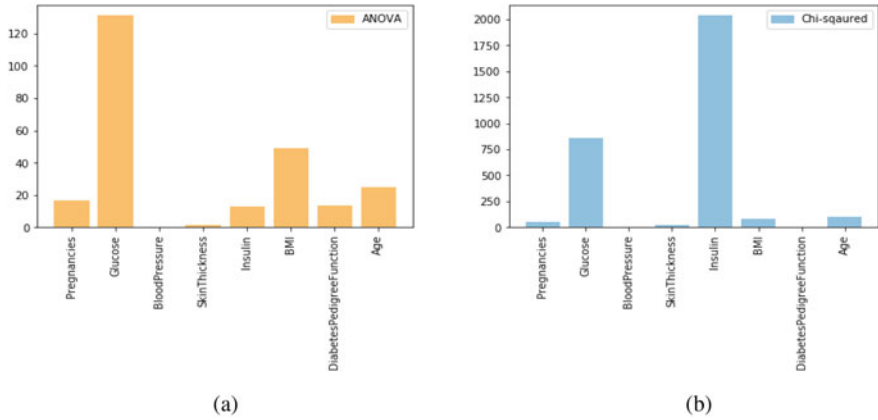 ANOVA
120
100
80
60
40
20
0
Pregnancies
Glucose
BloodPressure
SkinThickness
Insulin
BMI
DiabetesPedigreeFunction
Age
(a)
Chi-sqaured
2000
1750
1500
1250
1000
750
500
250
0
Pregnancies
Glucose
BloodPressure
SkinThickness
Insulin
BMI
DiabetesPedigreeFunction
Age
(b)